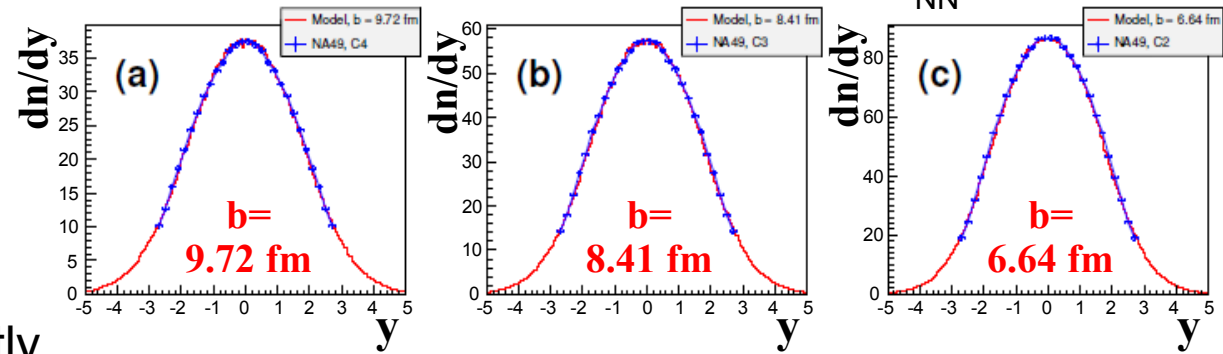 NN
Model, b = 9.72 fm
NA49, C4
(a)
dn/dy
35
30
25
20
15
10
5
0
-5 -4 -3 -2 -1 0 1 2 3 4 5
b=
9.72 fm
y
Model, b = 8.41 fm
NA49, C3
(b)
dn/dy
60
50
40
30
20
10
0
-5 -4 -3 -2 -1 0 1 2 3 4 5
b=
8.41 fm
y
Model, b = 6.64 fm
NA49, C2
(c)
dn/dy
80
60
40
20
0
-5 -4 -3 -2 -1 0 1 2 3 4 5
b=
6.64 fm
y